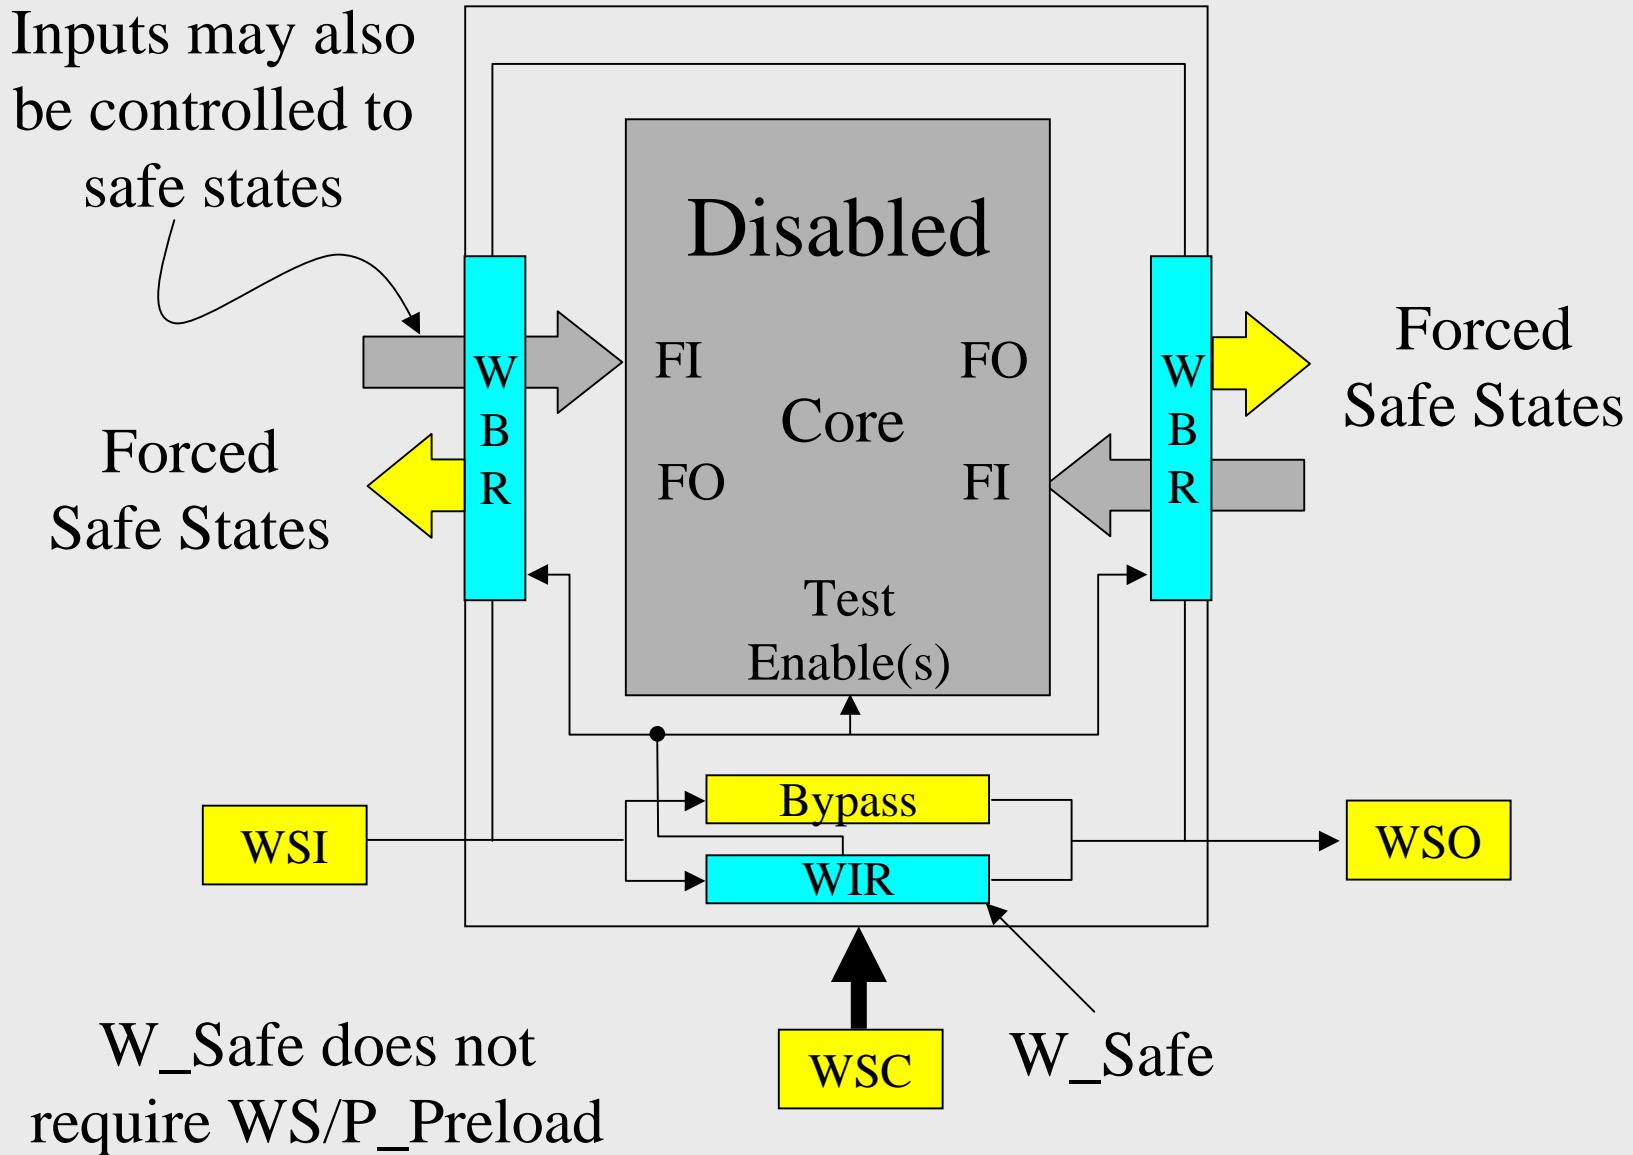 Inputs may also
be controlled to
safe states
Disabled
Core
FI
FO
FO
FI
Test
Enable(s)
W
B
R
W
B
R
Forced
Safe States
Forced
Safe States
WSI
Bypass
WIR
WSO
WSC
W_Safe
W_Safe does not
require WS/P_Preload